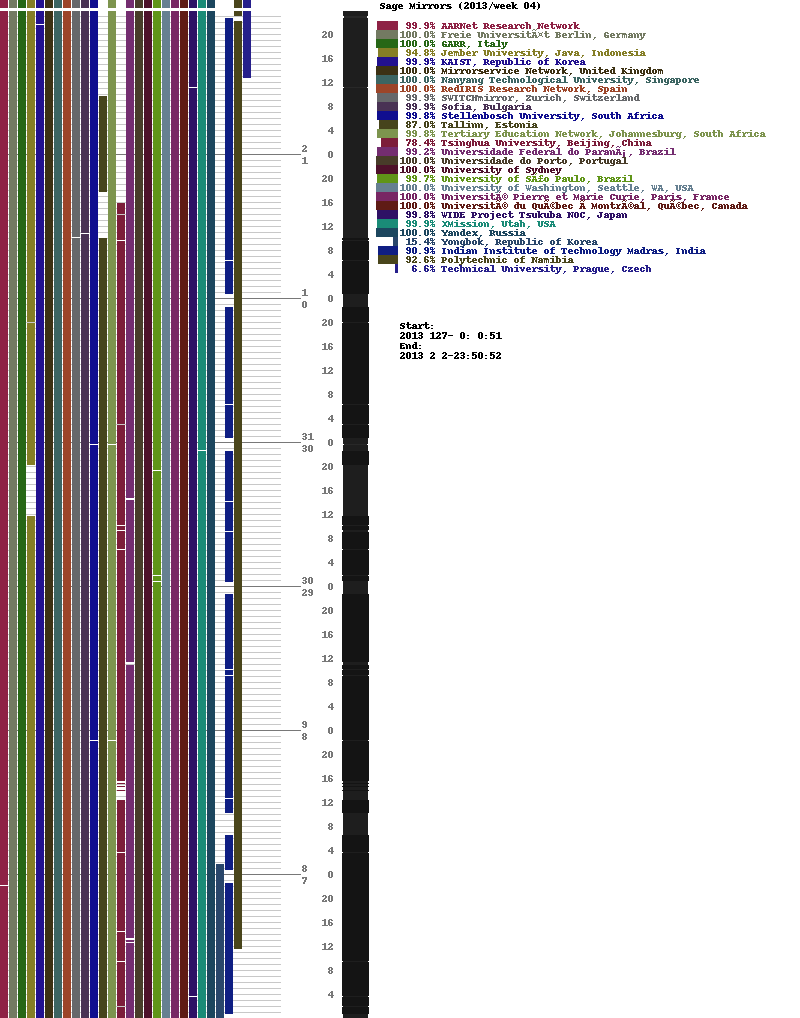 Sage Mirrors (2013/week 04)
99.9% AARNet Research Network
100.0% Freie UniversitÃ¤t Berlin, Germany
100.0% GARR, Italy
94.8% Jember University, Java, Indonesia
99.9% KAIST, Republic of Korea
100.0% Mirrorservice Network, United Kingdom
100.0% Nanyang Technological University, Singapore
100.0% RedIRIS Research Network, Spain
99.9% SWITCHmirror, Zurich, Switzerland
99.9% Sofia, Bulgaria
99.8% Stellenbosch University, South Africa
87.0% Tallinn, Estonia
99.8% Tertiary Education Network, Johannesburg, South Africa
78.4% Tsinghua University, Beijing, China
99.2% Universidade Federal do ParanÃ¡, Brazil
100.0% Universidade do Porto, Portugal
100.0% University of Sydney
99.7% University of SÃ£o Paulo, Brazil
100.0% University of Washington, Seattle, WA, USA
100.0% UniversitÃ© Pierre et Marie Curie, Paris, France
100.0% UniversitÃ© du QuÃ©bec Ã MontrÃ©al, QuÃ©bec, Canada
99.8% WIDE Project Tsukuba NOC, Japan
99.9% XMission, Utah, USA
100.0% Yandex, Russia
15.4% Yongbok, Republic of Korea
90.9% Indian Institute of Technology Madras, India
92.6% Polytechnic of Namibia
6.6% Technical University, Prague, Czech
Start:
2013 127- 0: 0:51
End:
2013 2 2-23:50:52
20
16
12
8
4
2
0
1
20
16
12
8
4
1
0
0
20
16
12
8
4
31
0
30
20
16
12
8
4
30
0
29
20
16
12
8
4
9
0
8
20
16
12
8
4
8
0
7
20
16
12
8
4